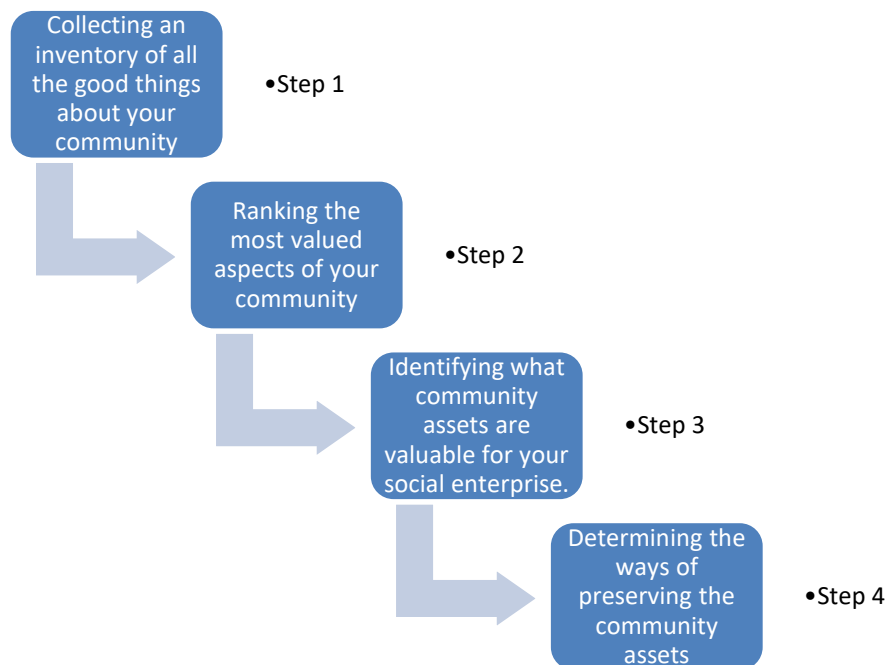 Collecting an
inventory of all
the good things
about your
community
•Step 1
Ranking the
most valued
aspects of your
community
•Step 2
Identifying what
community
assets are
valuable for your
social enterprise.
•Step 3
Determining the
ways of
preserving the
community
assets
•Step 4